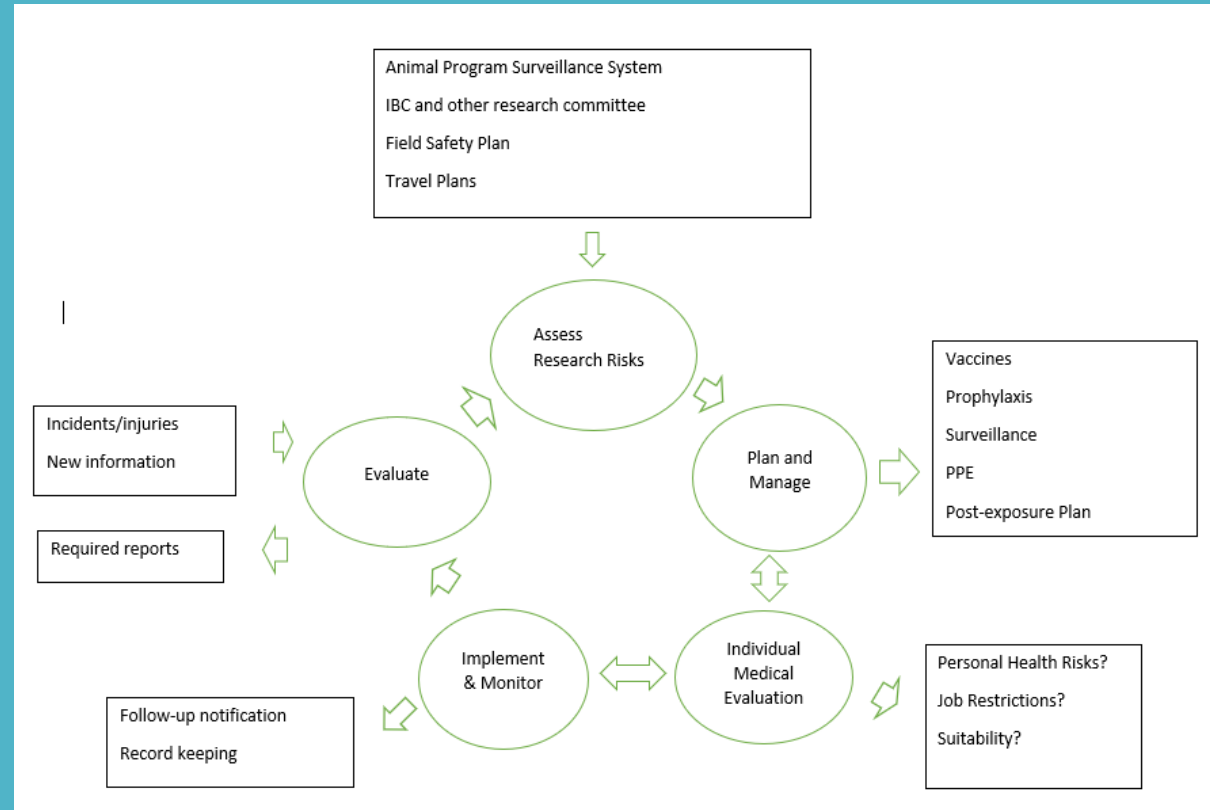 Animal Program Surveillance System
IBC and other research committee
Field Safety Plan
Travel Plans
Assess
Research Risks
Vaccines
Prophylaxis
Surveillance
PPE
Post-exposure Plan
Plan and
Manage
Incidents/injuries
New information
Evaluate
Required reports
Individual
Medical
Evaluation
Personal Health Risks?
Job Restrictions?
Suitability?
Implement
& Monitor
Follow-up notification
Record keeping